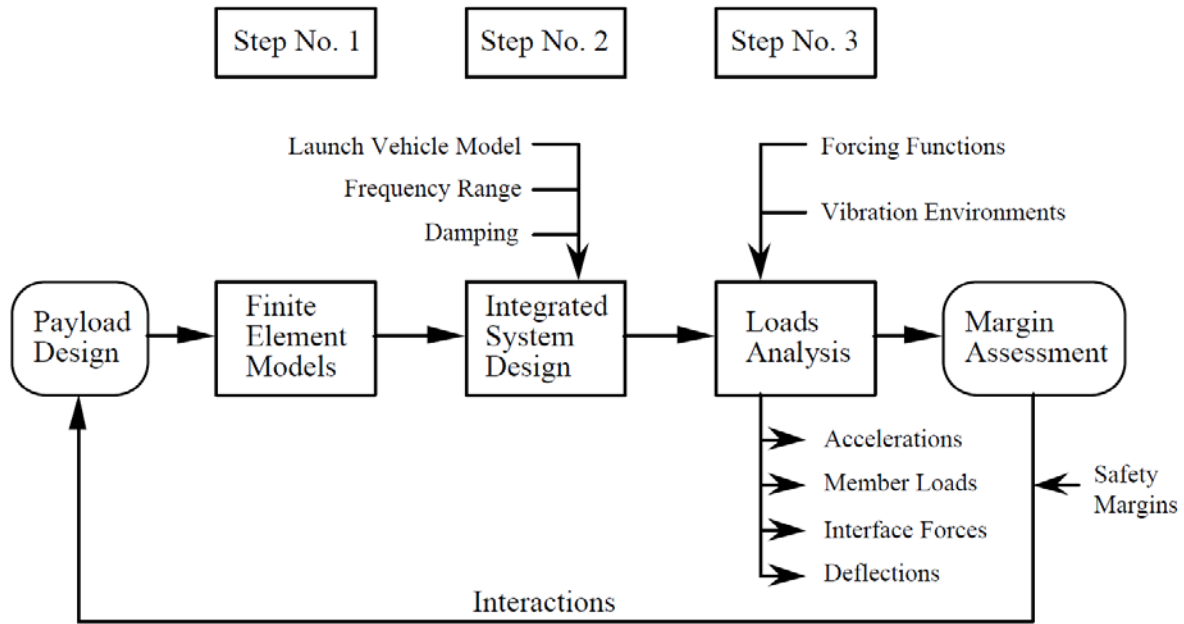 Step No. 1
Step No. 2
Step No. 3
Launch Vehicle Model
Frequency Range
Damping
Forcing Functions
Vibration Environments
Payload
Design
Finite
Element
Models
Integrated
System
Design
Loads
Analysis
Margin
Assessment
Accelerations
Member Loads
Interface Forces
Deflections
Safety
Margins
Interactions